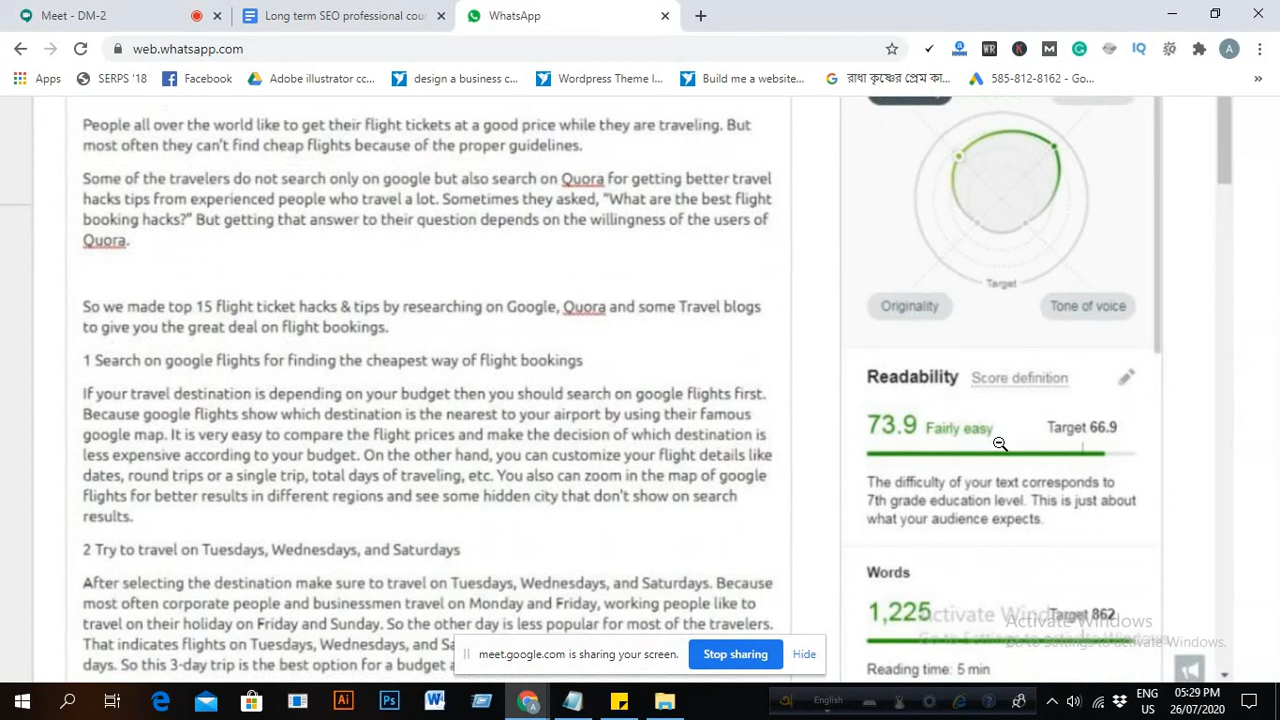 Meet - DM-2
Long term SEO professional cou
WhatsApp
web.whatsapp.com
Apps
SERPS '18
Facebook
Adobe illustrator cc...
design a business c...
Wordpress Theme I...
Build me a website...
রাধা কৃষ্ণের প্রেম কা...
585-812-8162 - Go...
People all over the world like to get their flight tickets at a good price while they are traveling. But
most often they can't find cheap flights because of the proper guidelines.
Some of the travelers do not search only on google but also search on Quora for getting better travel
hacks tips from experienced people who travel a lot. Sometimes they asked, "What are the best flight
booking hacks?" But getting that answer to their question depends on the willingness of the users of
Quora.
So we made top 15 flight ticket hacks & tips by researching on Google, Quora and some Travel blogs
to give you the great deal on flight bookings.
1 Search on google flights for finding the cheapest way of flight bookings
If your travel destination is depending on your budget then you should search on google flights first.
Because google flights show which destination is the nearest to your airport by using their famous
google map. It is very easy to compare the flight prices and make the decision of which destination is
less expensive according to your budget. On the other hand, you can customize your flight details like
dates, round trips or a single trip, total days of traveling, etc. You also can zoom in the map of google
flights for better results in different regions and see some hidden city that don't show on search
results.
2 Try to travel on Tuesdays, Wednesdays, and Saturdays
After selecting the destination make sure to travel on Tuesdays, Wednesdays, and Saturdays. Because
most often corporate people and businessmen travel on Monday and Friday, working people like to
travel on their holiday on Friday and Sunday. So the other day is less popular for most of the travelers.
That indicates flights on Tuesdays, Wednesdays, and Sa
days. So this 3-day trip is the best option for a budget a
Target
Originality
Tone of voice
Readability Score definition
73.9 Fairly easy Target 66.9
The difficulty of your text corresponds to
7th grade education level. This is just about
what your audience expects.
Words
1,225 Target 862
Reading time: 5 min
Activate Windows
Go to Settings to activate Windows.
meet.google.com is sharing your screen.
Stop sharing
Hide
English
ENG
US
05:29 PM
26/07/2020